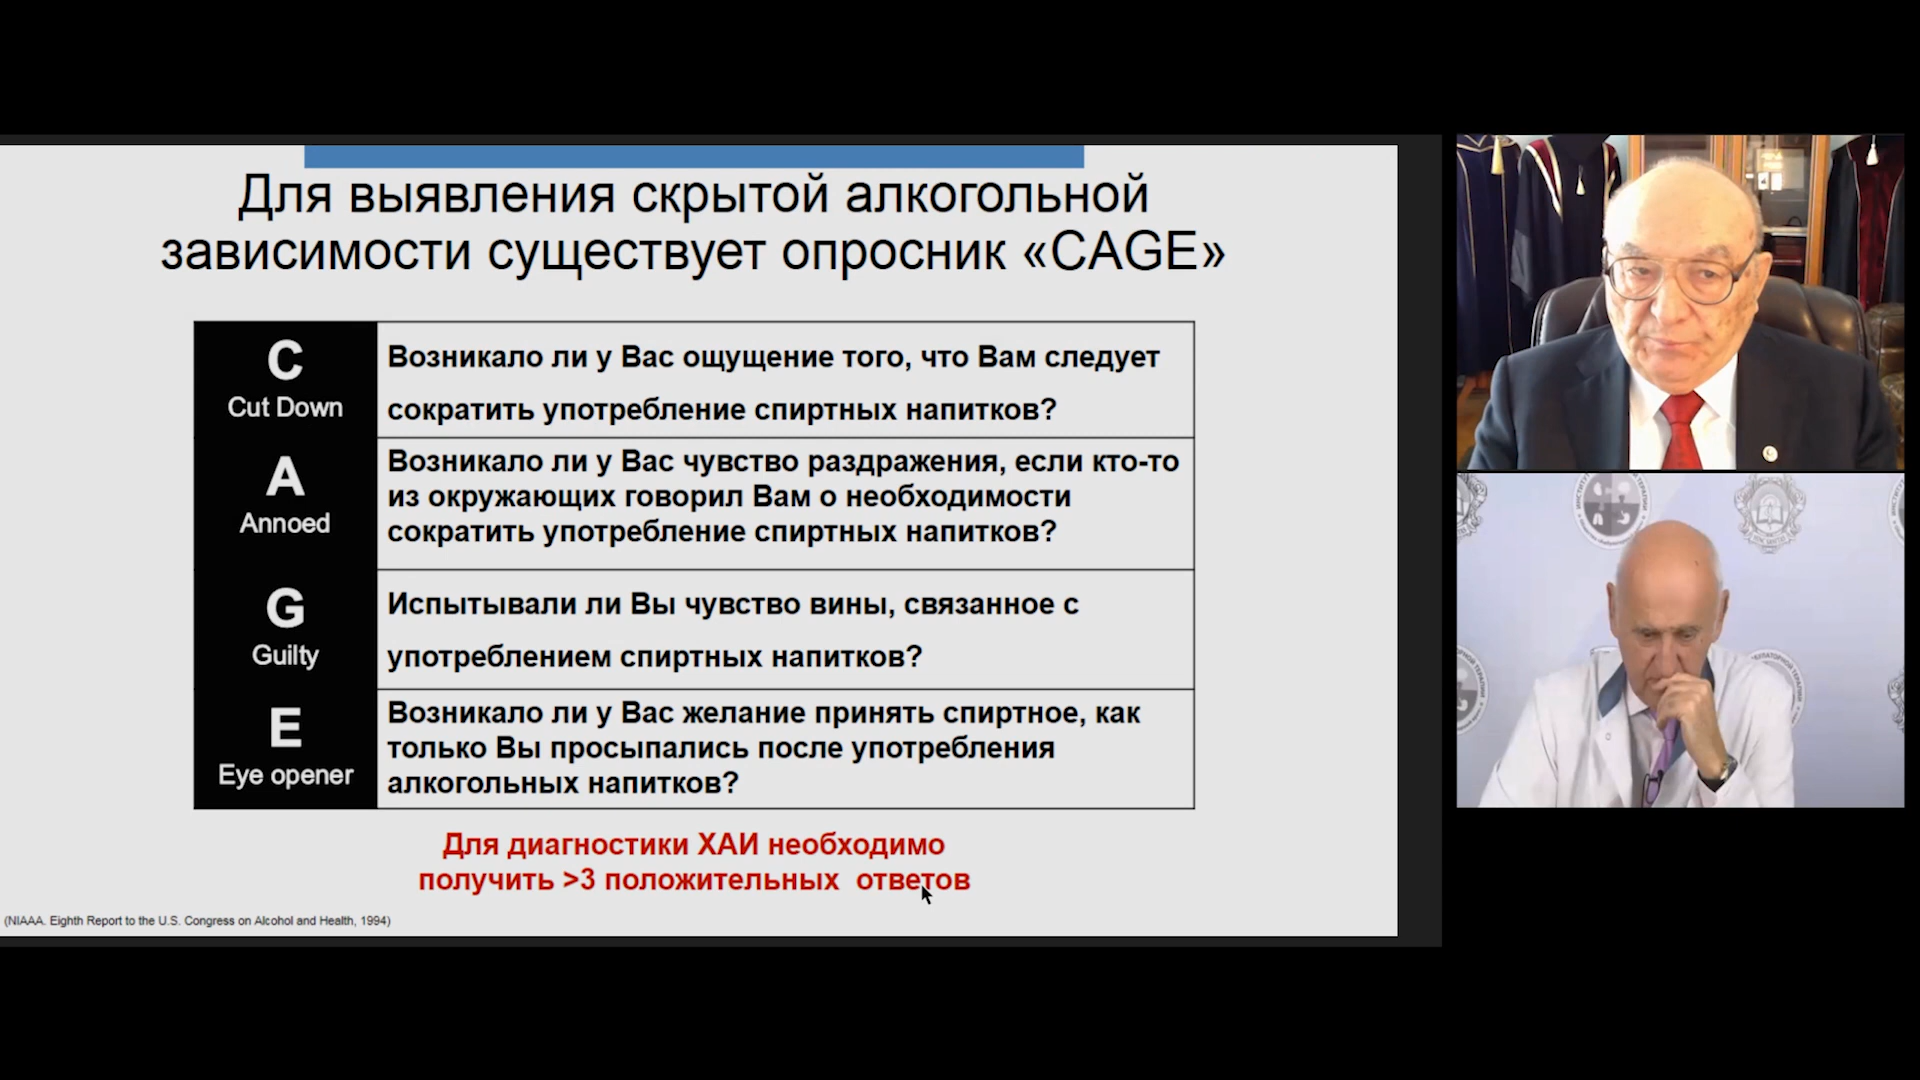 Для выявления скрытой алкогольной
зависимости существует опросник «CAGE»
C
Cut Down
Возникало ли у Вас ощущение того, что Вам следует
сократить употребление спиртных напитков?
A
Annoed
Возникало ли у Вас чувство раздражения, если кто-то
из окружающих говорил Вам о необходимости
сократить употребление спиртных напитков?
G
Guilty
Испытывали ли Вы чувство вины, связанное с
употреблением спиртных напитков?
E
Eye opener
Возникало ли у Вас желание принять спиртное, как
только Вы просыпались после употребления
алкогольных напитков?
Для диагностики ХАИ необходимо
получить >3 положительных ответов
(NIAAA. Eighth Report to the U.S. Congress on Alcohol and Health, 1994)